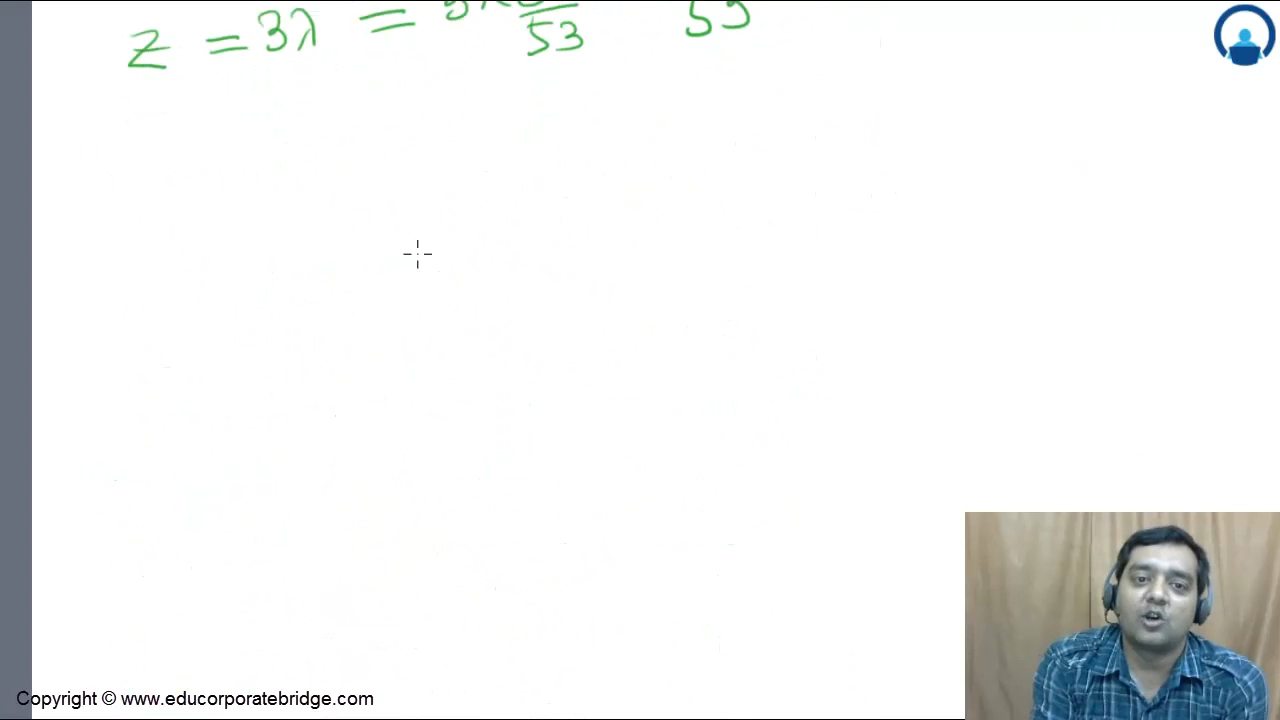 z = 3λ = 53
Copyright © www.educorporatebridge.com